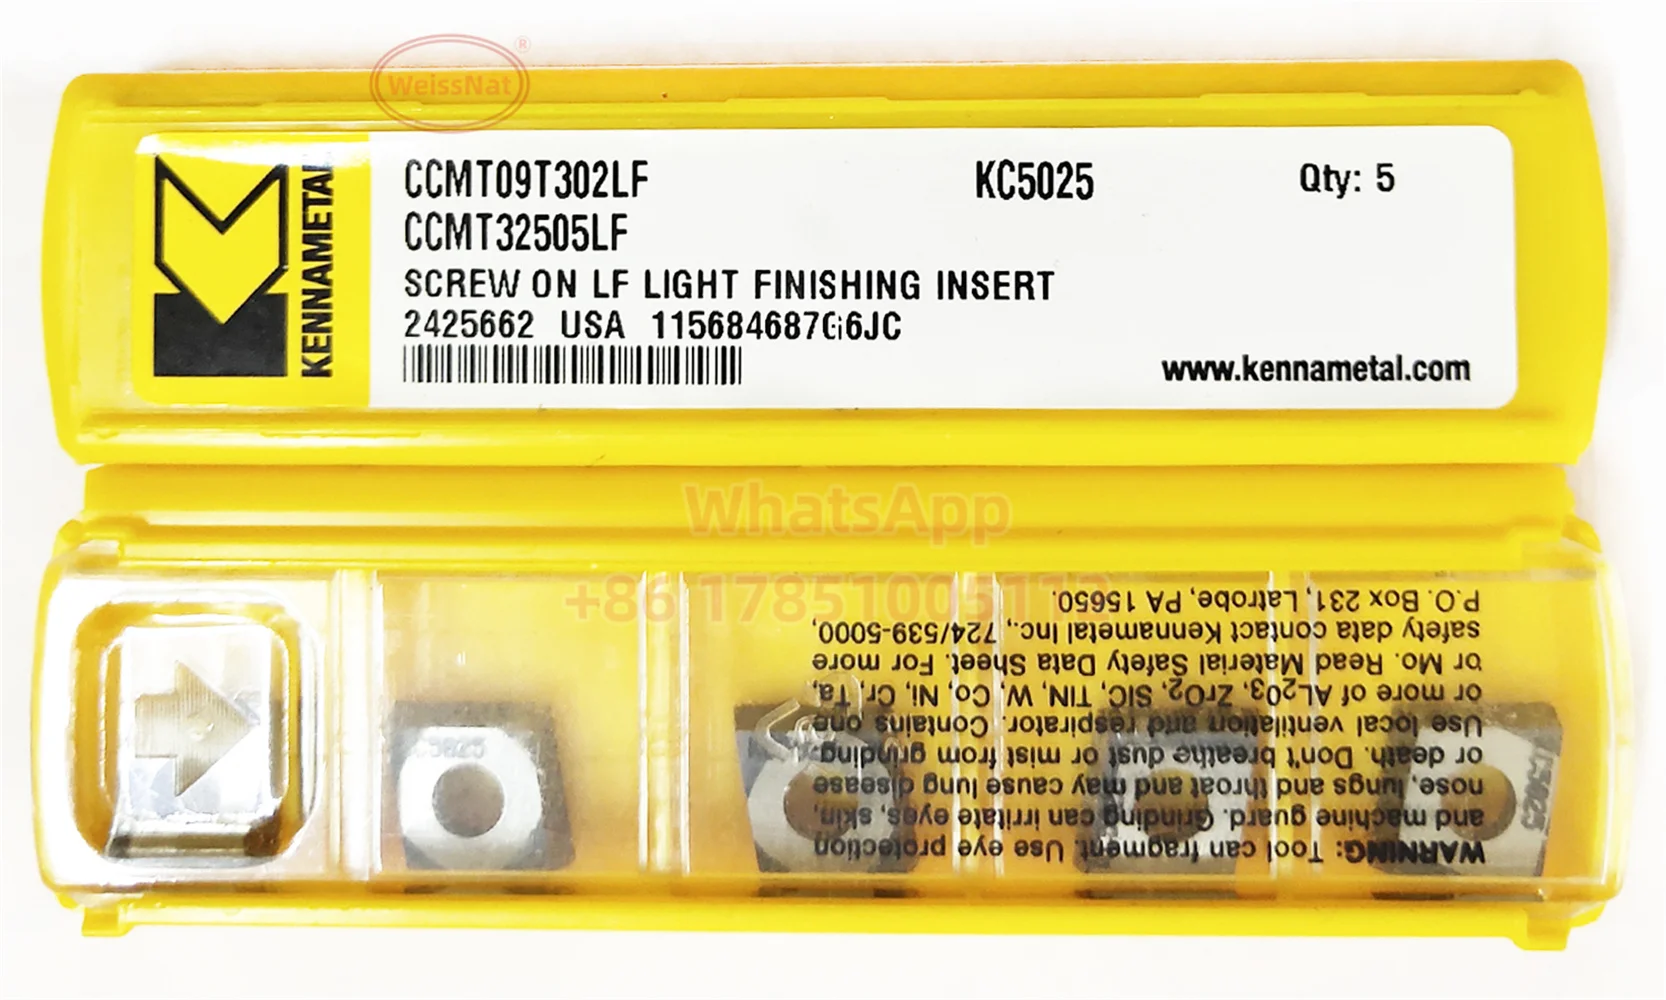 WeissNat ®
KENNAMETAL
CCMT09T302LF KC5025 Qty: 5
CCMT32505LF
SCREW ON LF LIGHT FINISHING INSERT
2425662 USA
www.kennametal.com
WhatsApp
+86 17851005112
WARNING: Tool can fragment. Use eye protection
and machine guard. Grinding can irritate eyes, skin,
nose, lungs and throat and may cause lung disease
or death. Don't breathe dust or mist from grinding.
Use local ventilation and respirator. Contains one
or more of AL2O3, ZrO2, SIC, TIN, W, Co, Ni, Cr, Ta,
or Mo. Read Material Safety Data Sheet. For more
safety data contact Kennametal Inc., 724/539-5000,
P.O. Box 231, Latrobe, PA 15650.